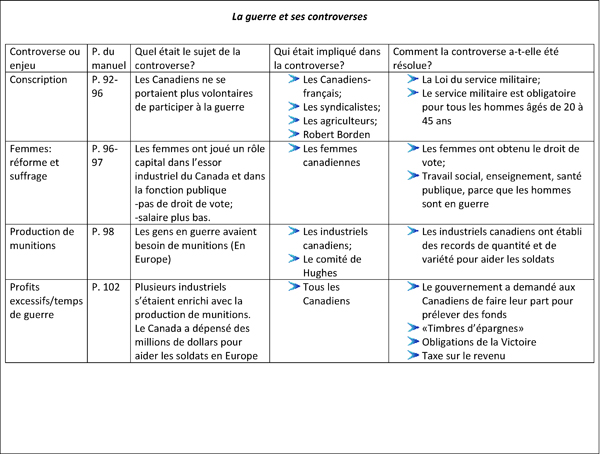 La guerre et ses controverses
Controverse ou
enjeu
P. du
manuel
Quel était le sujet de la
controverse?
Qui était impliqué dans
la controverse?
Comment la controverse a-t-elle été
résolue?
Conscription
P. 92-
96
Les Canadiens ne se
portaient plus volontaires
de participer à la guerre
Les Canadiens-
français;
Les syndicalistes;
Les agriculteurs;
Robert Borden
La Loi du service militaire;
Le service militaire est obligatoire
pour tous les hommes âgés de 20 à
45 ans
Femmes:
réforme et
suffrage
P. 96-
97
Les femmes ont joué un rôle
capital dans l'essor
industriel du Canada et dans
la fonction publique
-pas de droit de vote;
-salaire plus bas.
Les femmes
canadiennes
Les femmes ont obtenu le droit de
vote;
Travail social, enseignement, santé
publique, parce que les hommes
sont en guerre
Production de
munitions
P. 98
Les gens en guerre avaient
besoin de munitions (En
Europe)
Les industriels
canadiens;
Le comité de
Hughes
Les industriels canadiens ont établi
des records de quantité et de
variété pour aider les soldats
Profits
excessifs/temps
de guerre
P. 102
Plusieurs industriels
s'étaient enrichi avec la
production de munitions.
Le Canada a dépensé des
millions de dollars pour
aider les soldats en Europe
Tous les
Canadiens
Le gouvernement a demandé aux
Canadiens de faire leur part pour
prélever des fonds
«Timbres d'épargnes»
Obligations de la Victoire
Taxe sur le revenu